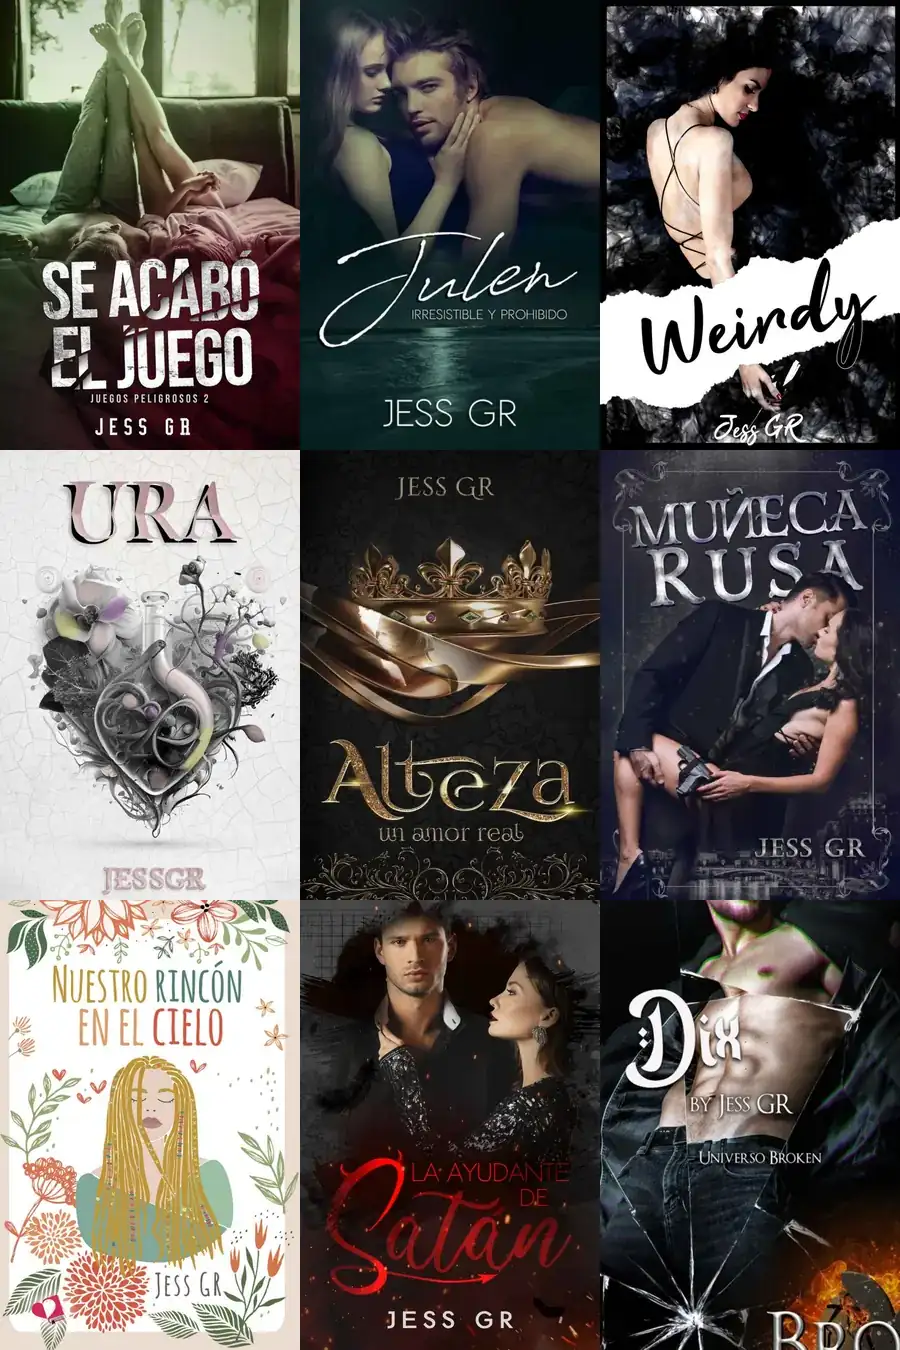 SE ACABÓ
EL JUEGO
JUEGOS PELIGROSOS 2
JESS GR
Julen
IRRESISTIBLE Y PROHIBIDO
JESS GR
Weirdy
Jess GR
URA
JESSGR
JESS GR
Alteza
un amor real
MUÑECA
RUSA
JESS GR
NUESTRO RINCÓN
EN EL CIELO
JESS GR
LA AYUDANTE
DE
Satán
JESS GR
Dix
BY JESS GR
UNIVERSO BROKEN
BRO